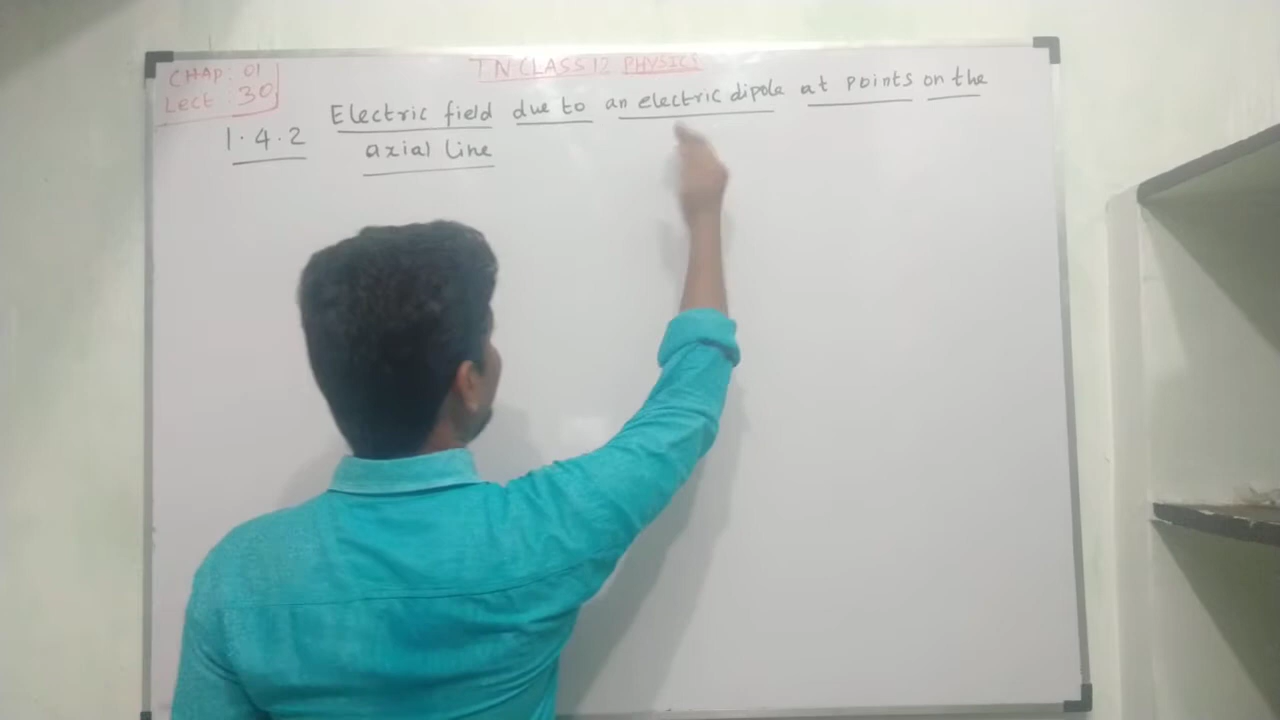 TN CLASS 12 PHYSICS
CHAP: 01
Lect: 30
1.4.2 Electric field due to an electric dipole at points on the
axial line